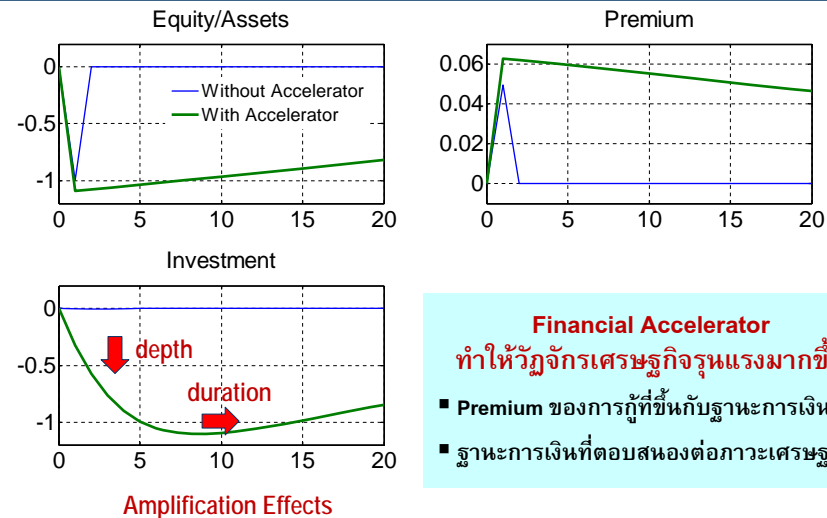 Equity/Assets
0
-0.5
-1
0 5 10 15 20
Without Accelerator
With Accelerator
Premium
0.06
0.04
0.02
0
0 5 10 15 20
Investment
0
-0.5
-1
0 5 10 15 20
depth
duration
Amplification Effects
Financial Accelerator
ทำให้วัฏจักรเศรษฐกิจรุนแรงมาก
▪ Premium ของการกู้ที่ขึ้นกับฐานะการเงิน
▪ ฐานะการเงินที่ตอบสนองต่อภาวะ